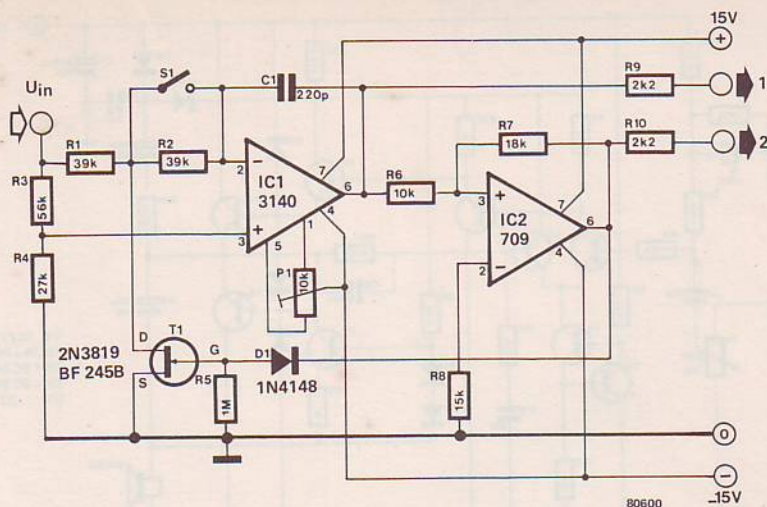 15V
+
Uin
S1
C1
220p
R9
2k2
1
R1
39k
R2
39k
R7
18k
R10
2k2
2
R3
56k
2
−
IC1
3140
7
6
4
R6
10k
3
+
IC2
709
7
6
4
2
−
+
3
5
1
R4
27k
P1
10k
T1
D
G
S
2N3819
BF 245B
R5
1M
D1
1N4148
R8
15k
0
−
−15V
80600